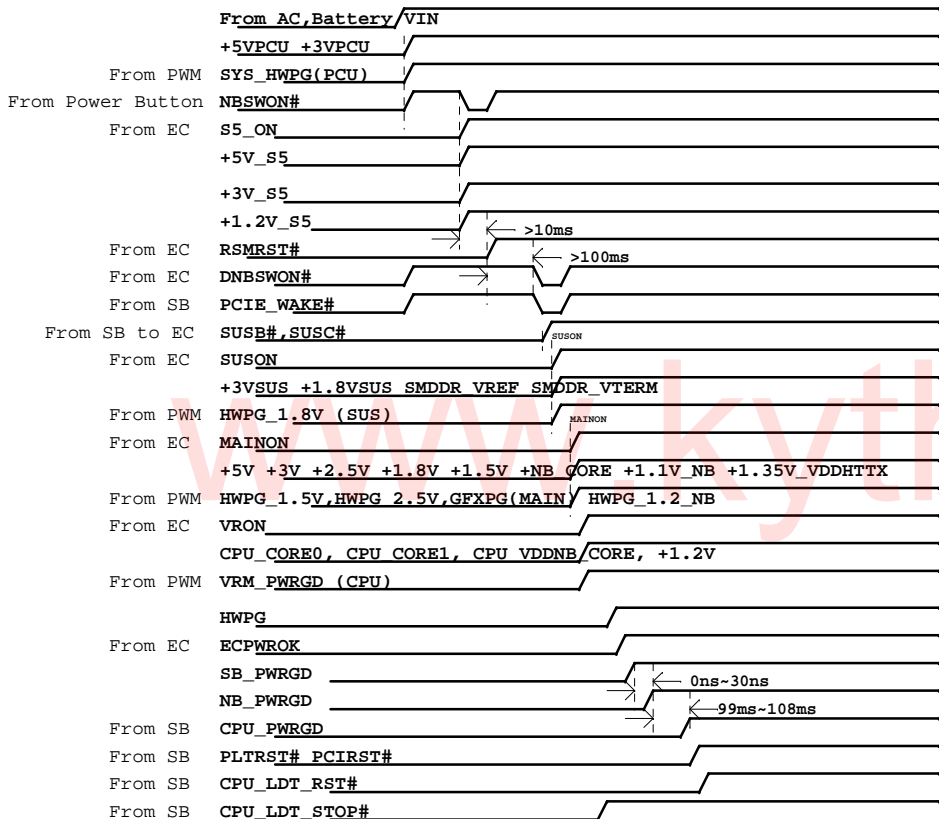 From AC,Battery VIN
+5VPCU +3VPCU
From PWM SYS_HWPG(PCU)
From Power Button NBSWON#
From EC S5_ON
+5V_S5
+3V_S5
+1.2V_S5
>10ms
From EC RSMRST#
>100ms
From EC DNBSWON#
From SB PCIE_WAKE#
From SB to EC SUSB#,SUSC#
SUSON
From EC SUSON
+3VSUS +1.8VSUS SMDDR_VREF SMDDR_VTERM
From PWM HWPG_1.8V (SUS)
MAINON
From EC MAINON
+5V +3V +2.5V +1.8V +1.5V +NB_CORE +1.1V_NB +1.35V_VDDHTTX
From PWM HWPG_1.5V,HWPG_2.5V,GFXPG(MAIN) HWPG_1.2_NB
From EC VRON
CPU_CORE0, CPU_CORE1, CPU_VDDNB_CORE, +1.2V
From PWM VRM_PWRGD (CPU)
HWPG
From EC ECPWROK
SB_PWRGD
0ns~30ns
NB_PWRGD
99ms~108ms
From SB CPU_PWRGD
From SB PLTRST# PCIRST#
From SB CPU_LDT_RST#
From SB CPU_LDT_STOP#
www.kyth